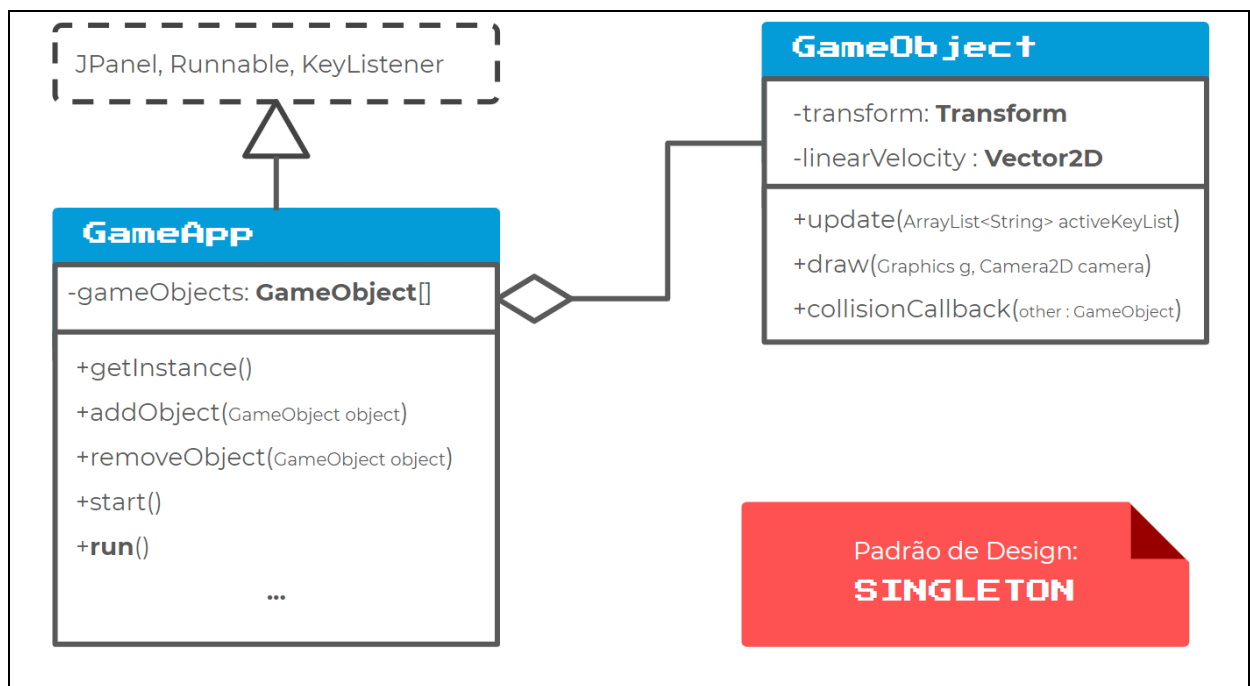 JPanel, Runnable, KeyListener
GameApp
-gameObjects: GameObject[]
+getInstance()
+addObject(GameObject object)
+removeObject(GameObject object)
+start()
+run()
...
GameObject
-transform: Transform
-linearVelocity : Vector2D
+update(ArrayList<String> activeKeyList)
+draw(Graphics g, Camera2D camera)
+collisionCallback(other : GameObject)
Padrão de Design:
SINGLETON